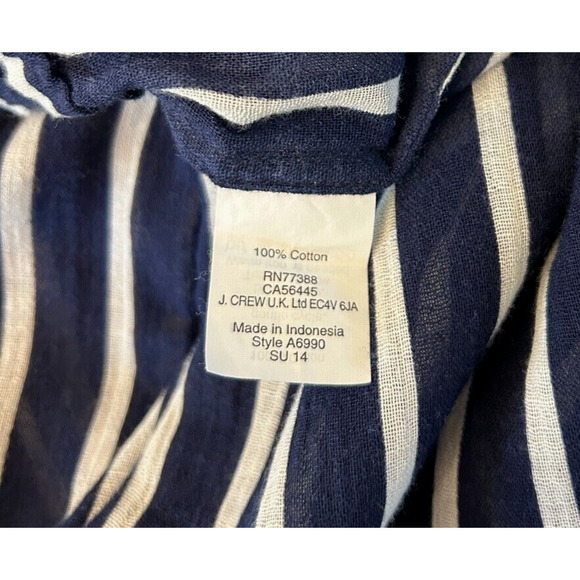 100% Cotton
RN77388
CA56445
J. CREW U.K. Ltd EC4V 6JA
Made in Indonesia
Style A6990
SU 14